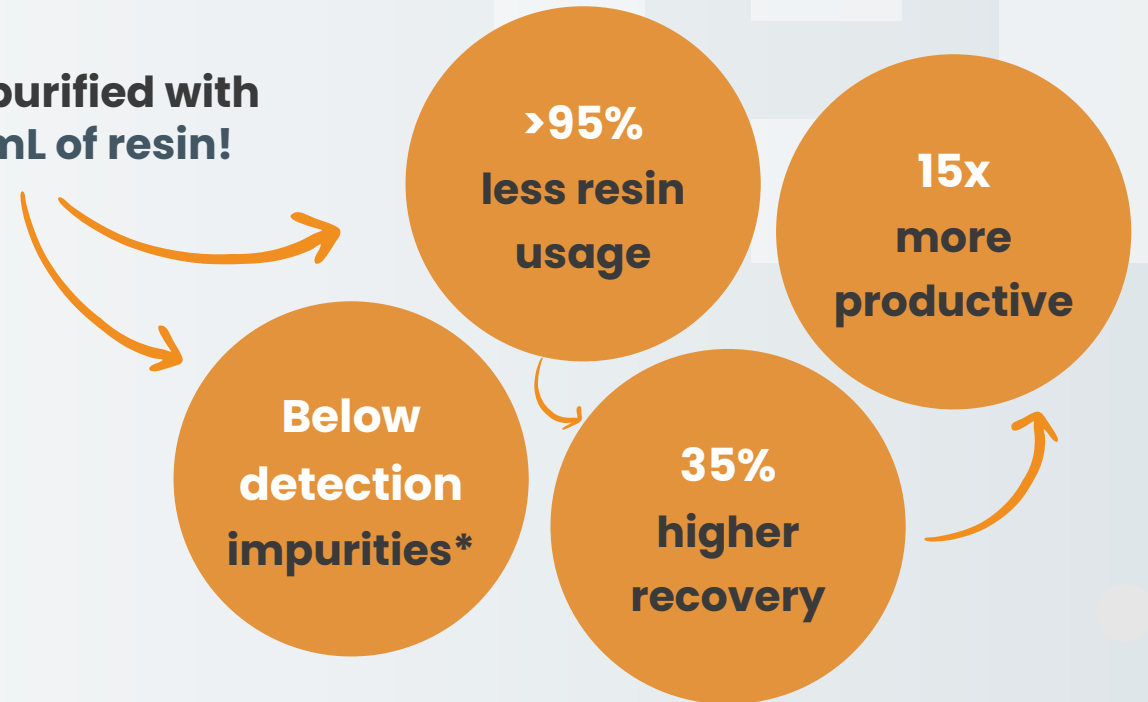 purified with
mL of resin!
>95%
less resin
usage
15x
more
productive
Below
detection
impurities*
35%
higher
recovery